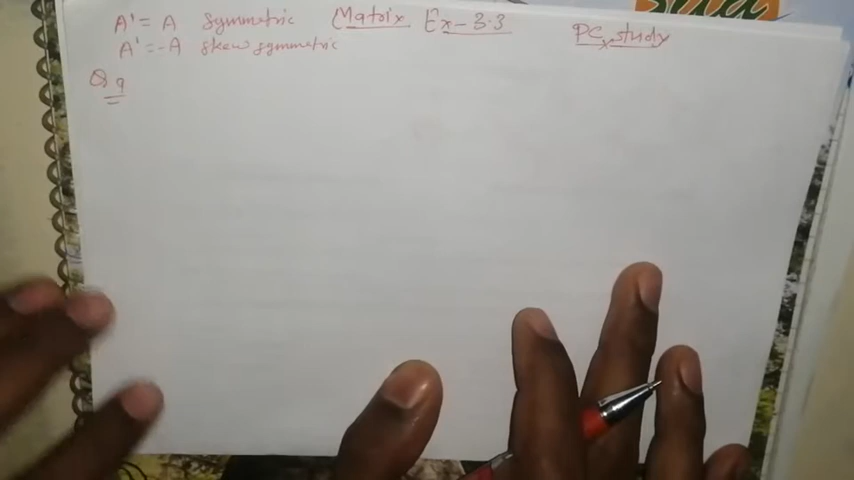 A' = A Symmetric Matrix Ex-3.3 PC study
A' = -A skew symmetric
Q 9